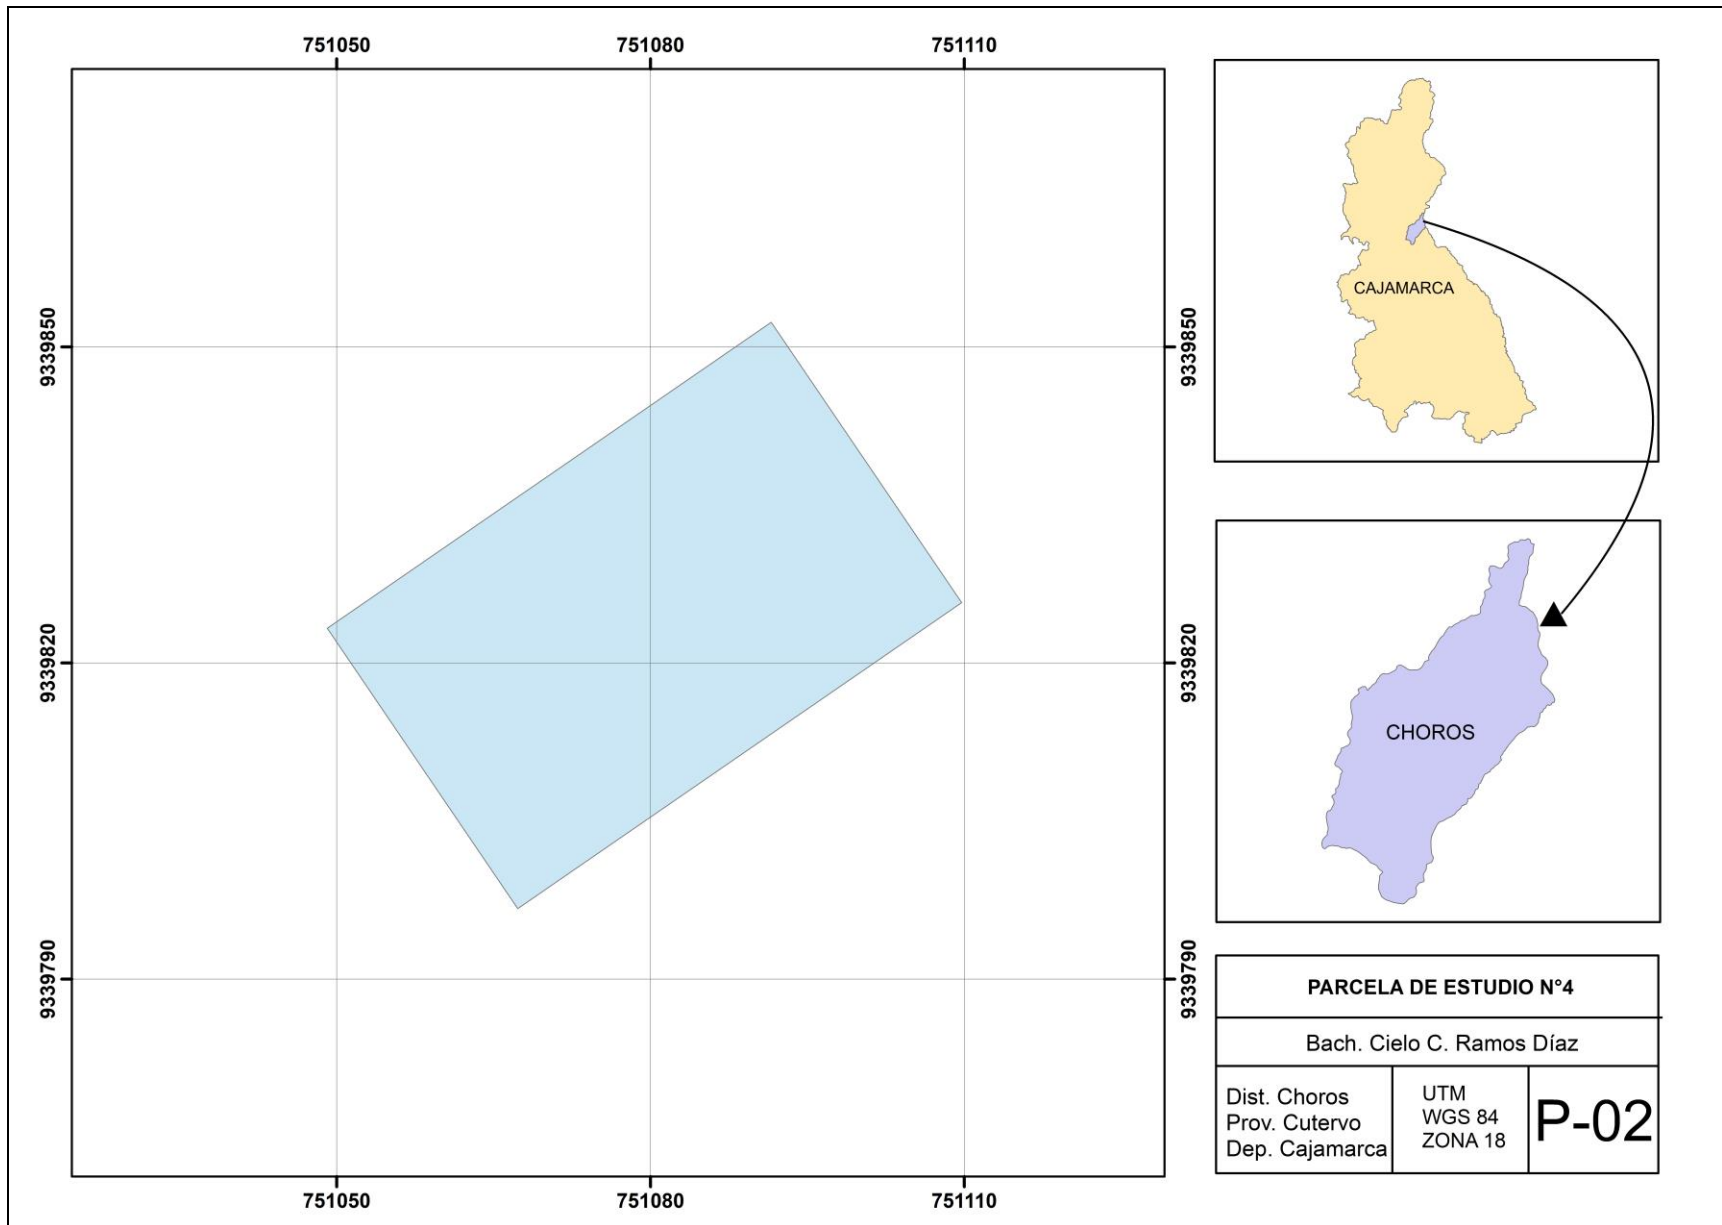 751050
751080
751110
9339850
9339820
9339790
9339850
9339820
9339790
751050
751080
751110
CAJAMARCA
CHOROS
PARCELA DE ESTUDIO N°4
Bach. Cielo C. Ramos Díaz
Dist. Choros
Prov. Cutervo
Dep. Cajamarca
UTM
WGS 84
ZONA 18
P-02